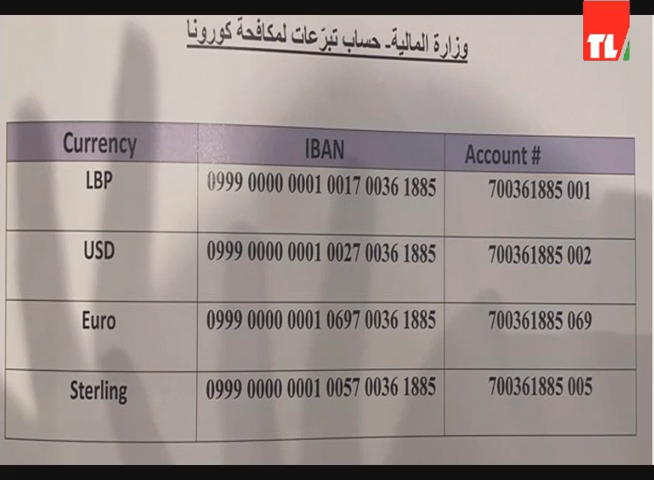 TL
وزارة المالية- حساب تبرّعات لمكافحة كورونا
Currency IBAN Account #
LBP 0999 0000 0001 0017 0036 1885 700361885 001
USD 0999 0000 0001 0027 0036 1885 700361885 002
Euro 0999 0000 0001 0697 0036 1885 700361885 069
Sterling 0999 0000 0001 0057 0036 1885 700361885 005